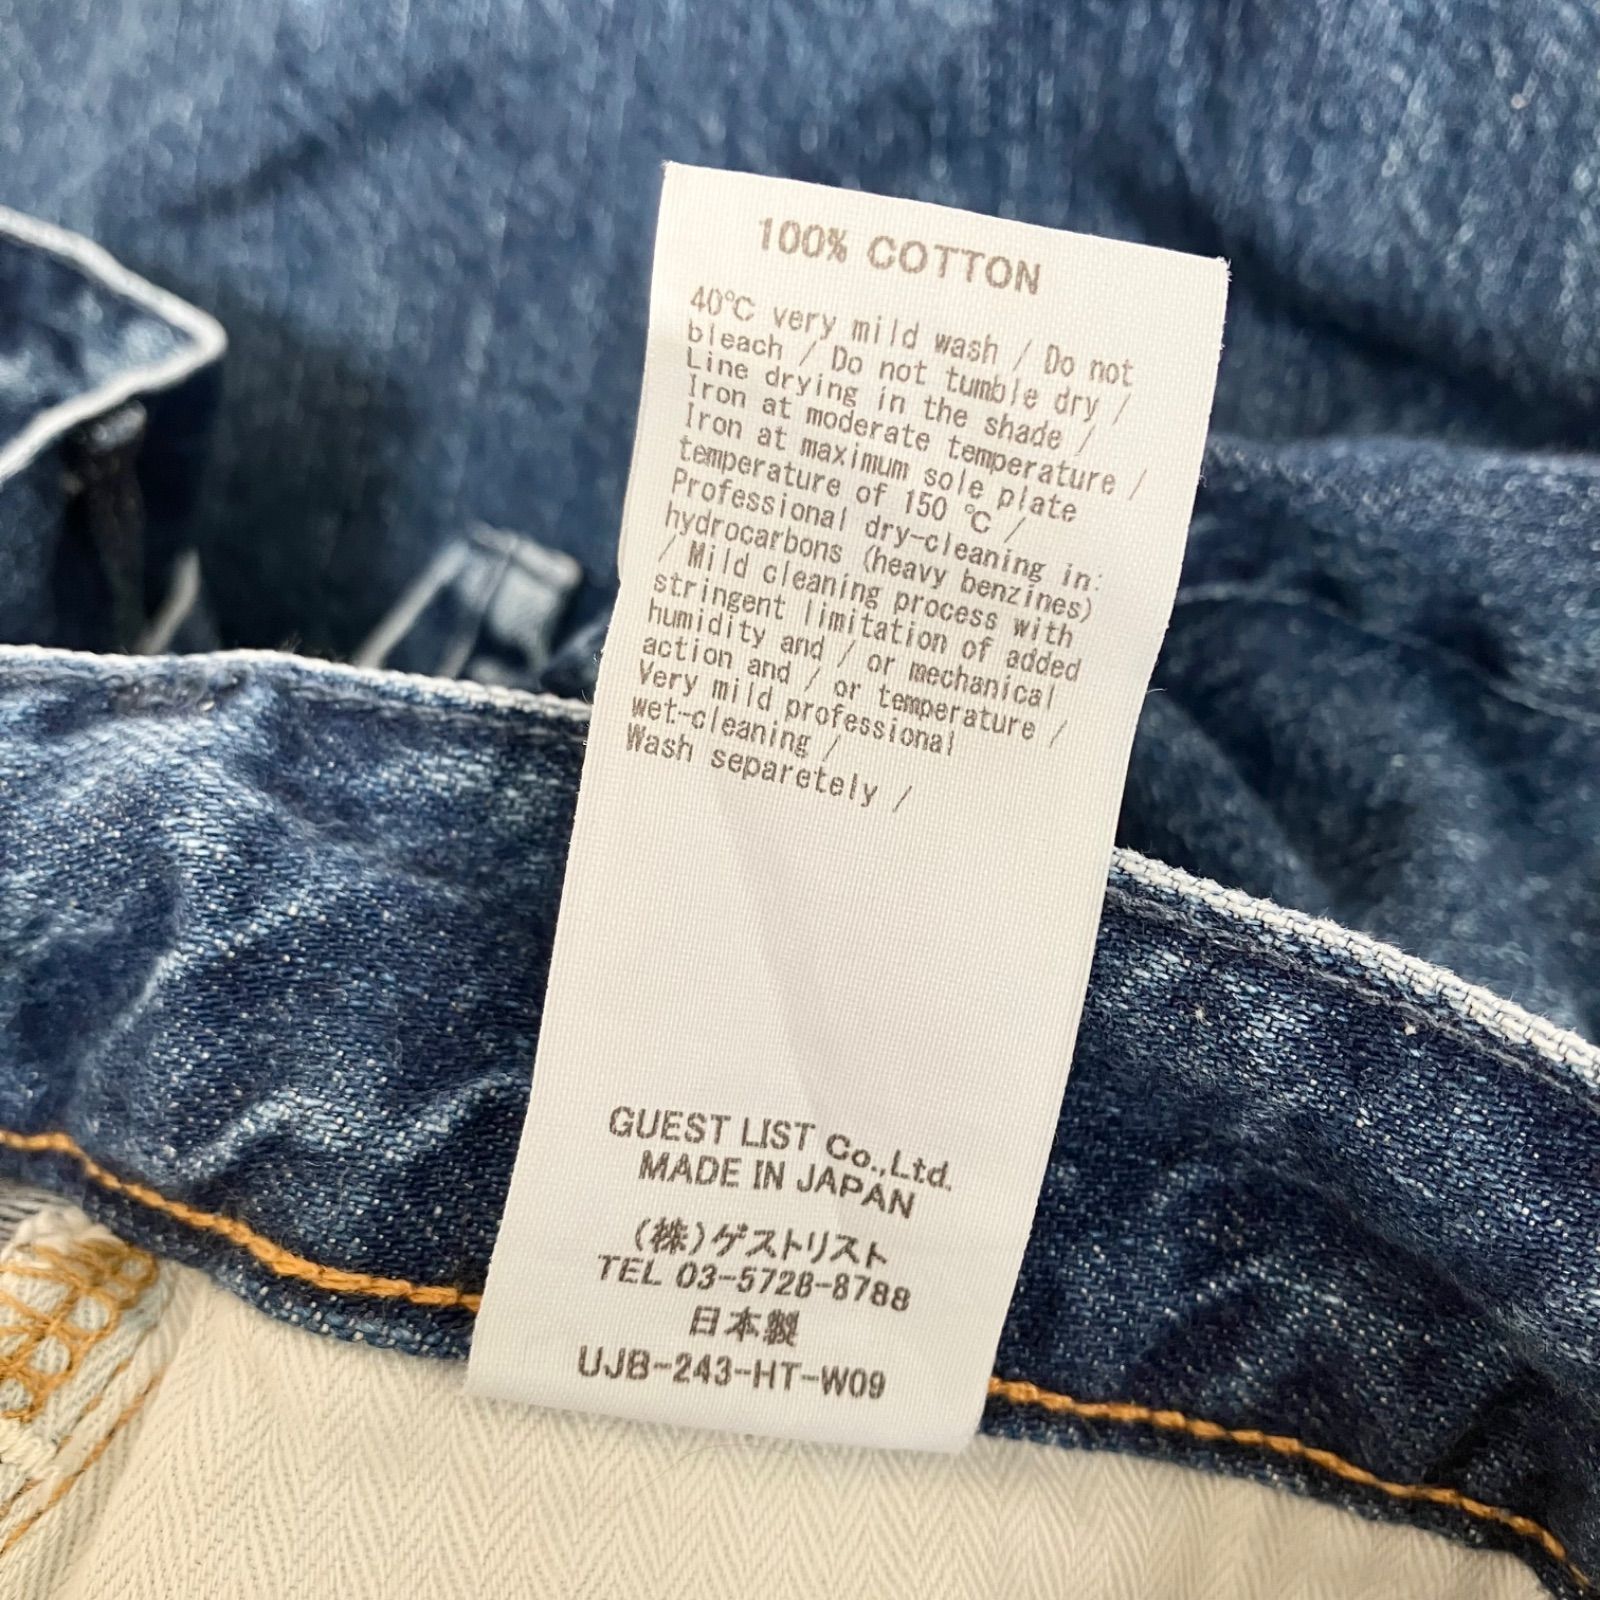 100% COTTON
40℃ very mild wash / Do not
bleach / Do not tumble dry /
Line drying in the shade /
Iron at moderate temperature /
Iron at maximum sole plate
temperature of 150 ℃ /
Professional dry-cleaning in:
hydrocarbons (heavy benzines)
/ Mild cleaning process with
stringent limitation of added
humidity and / or mechanical
action and / or temperature /
Very mild professional
wet-cleaning /
Wash separetely /
GUEST LIST Co.,Ltd.
MADE IN JAPAN
(株)ゲストリスト
TEL 03-5728-8788
日本製
UJB-243-HT-W09